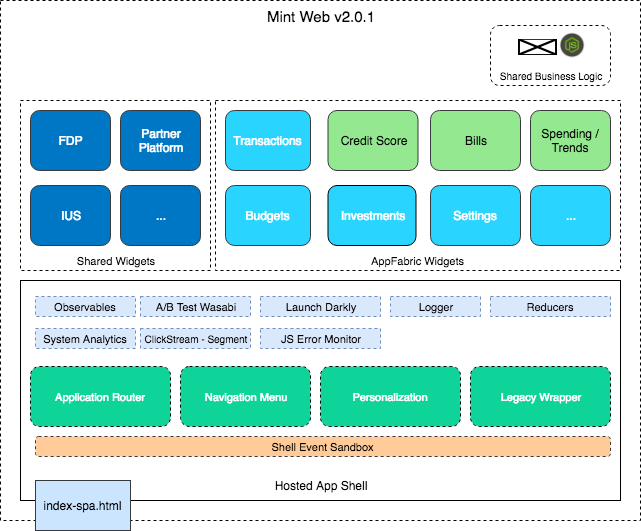 Mint Web v2.0.1
JS
Shared Business Logic
FDP
Partner
Platform
Transactions
Credit Score
Bills
Spending /
Trends
IUS
...
Budgets
Investments
Settings
...
Shared Widgets
AppFabric Widgets
Observables
A/B Test Wasabi
Launch Darkly
Logger
Reducers
System Analytics
ClickStream - Segment
JS Error Monitor
Application Router
Navigation Menu
Personalization
Legacy Wrapper
Shell Event Sandbox
Hosted App Shell
index-spa.html